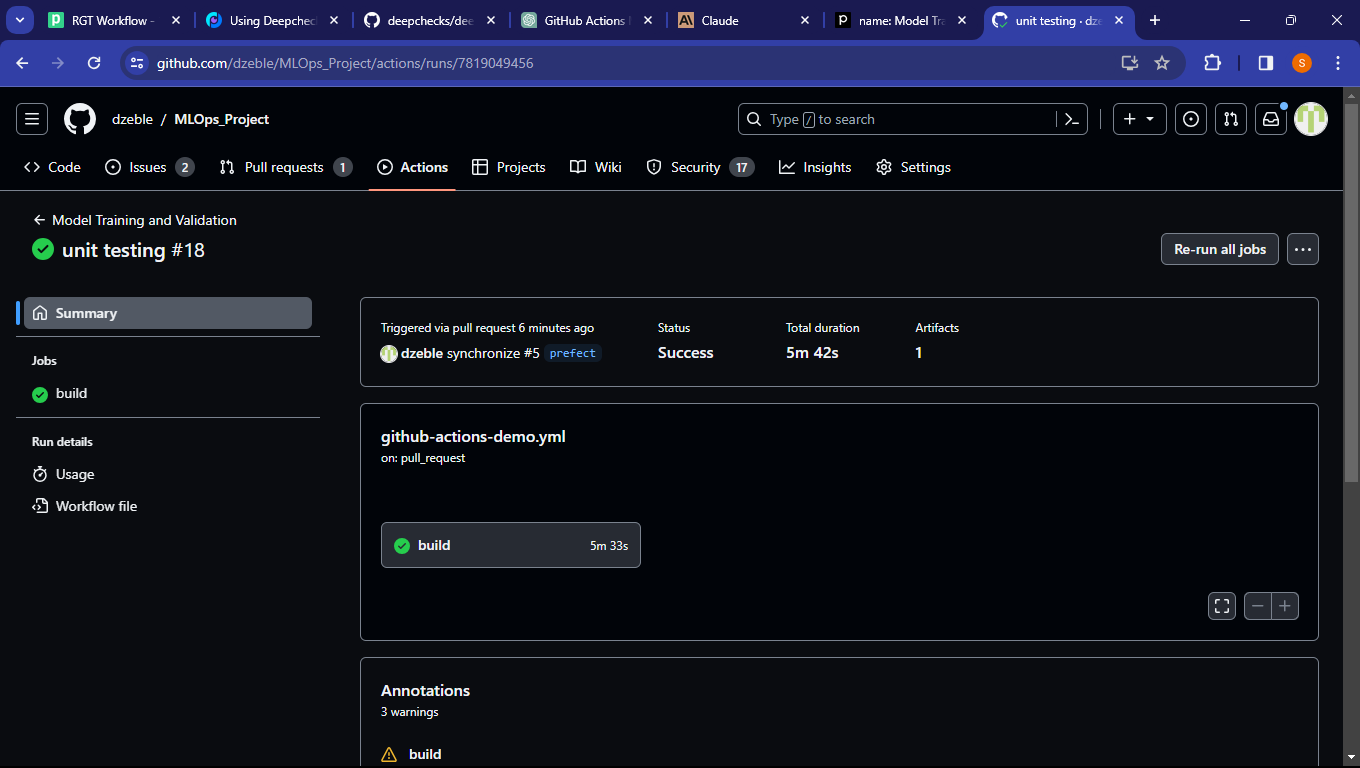 RGT Workflow -
Using Deepchec
deepchecks/dee
GitHub Actions
Claude
name: Model Tra
unit testing · dze
github.com/dzeble/MLOps_Project/actions/runs/7819049456
S
dzeble / MLOps_Project
Type / to search
Code
Issues 2
Pull requests 1
Actions
Projects
Wiki
Security 17
Insights
Settings
Model Training and Validation
unit testing #18
Re-run all jobs
Summary
Jobs
build
Run details
Usage
Workflow file
Triggered via pull request 6 minutes ago
dzeble synchronize #5 prefect
Status
Success
Total duration
5m 42s
Artifacts
1
github-actions-demo.yml
on: pull_request
build 5m 33s
Annotations
3 warnings
build